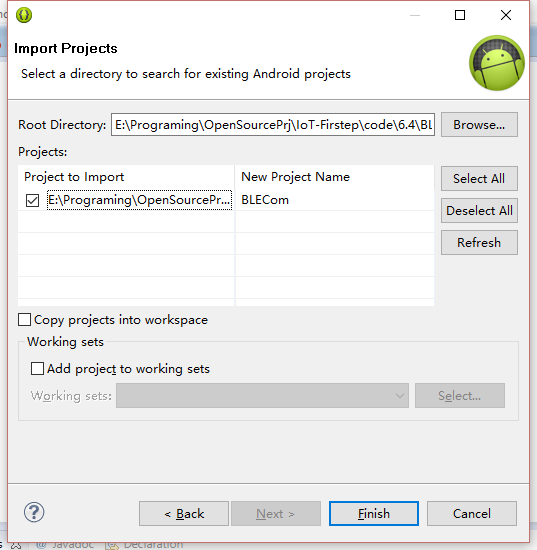 Import Projects
Select a directory to search for existing Android projects
Root Directory: E:\Programing\OpenSourcePrj\IoT-Firstep\code\6.4\BL Browse...
Projects:
Project to Import New Project Name Select All
E:\Programing\OpenSourcePr... BLECom
Deselect All
Refresh
Copy projects into workspace
Working sets
Add project to working sets
Working sets: Select...
? < Back Next > Finish Cancel
@ Javadoc Declaration